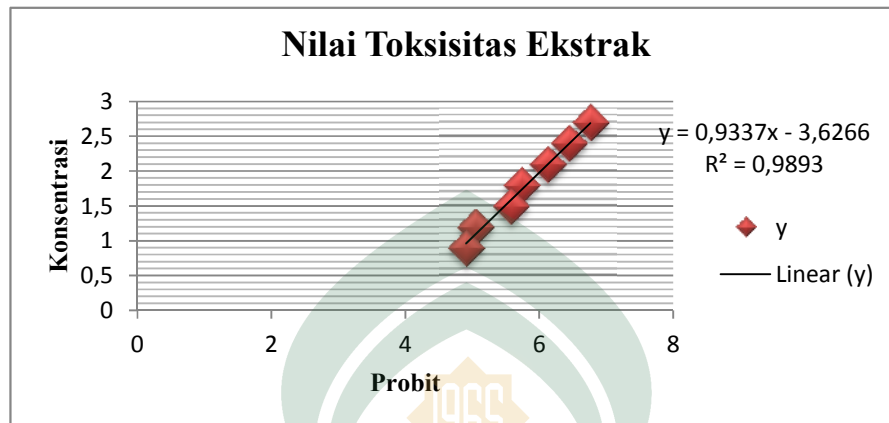 Nilai Toksisitas Ekstrak
Konsentrasi
3
2,5
2
1,5
1
0,5
0
0
2
4
6
8
Probit
y = 0,9337x - 3,6266
R² = 0,9893
y
Linear (y)
1965